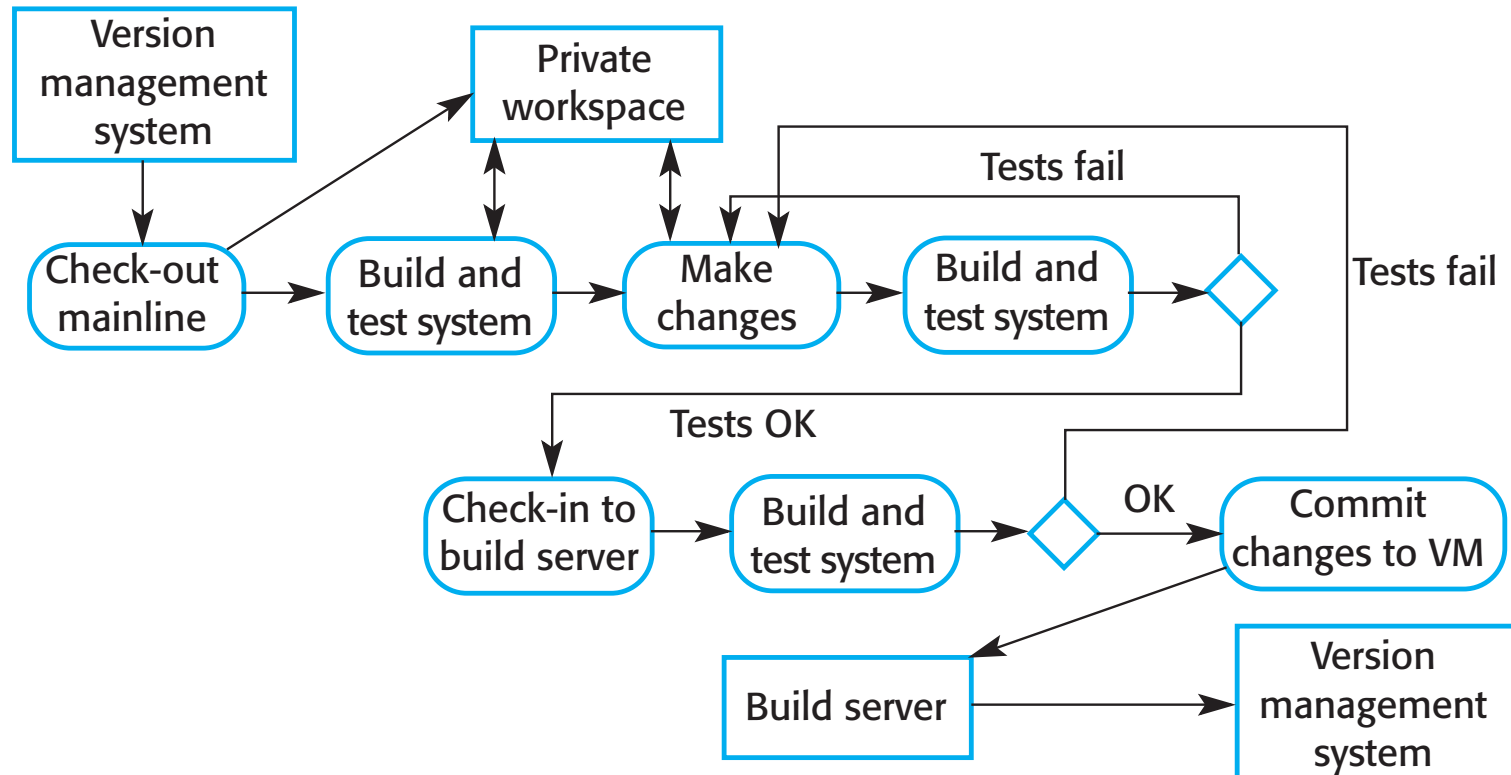 Version
management
system
Private
workspace
Tests fail
Tests fail
Check-out
mainline
Build and
test system
Make
changes
Build and
test system
Tests OK
Check-in to
build server
Build and
test system
OK
Commit
changes to VM
Build server
Version
management
system